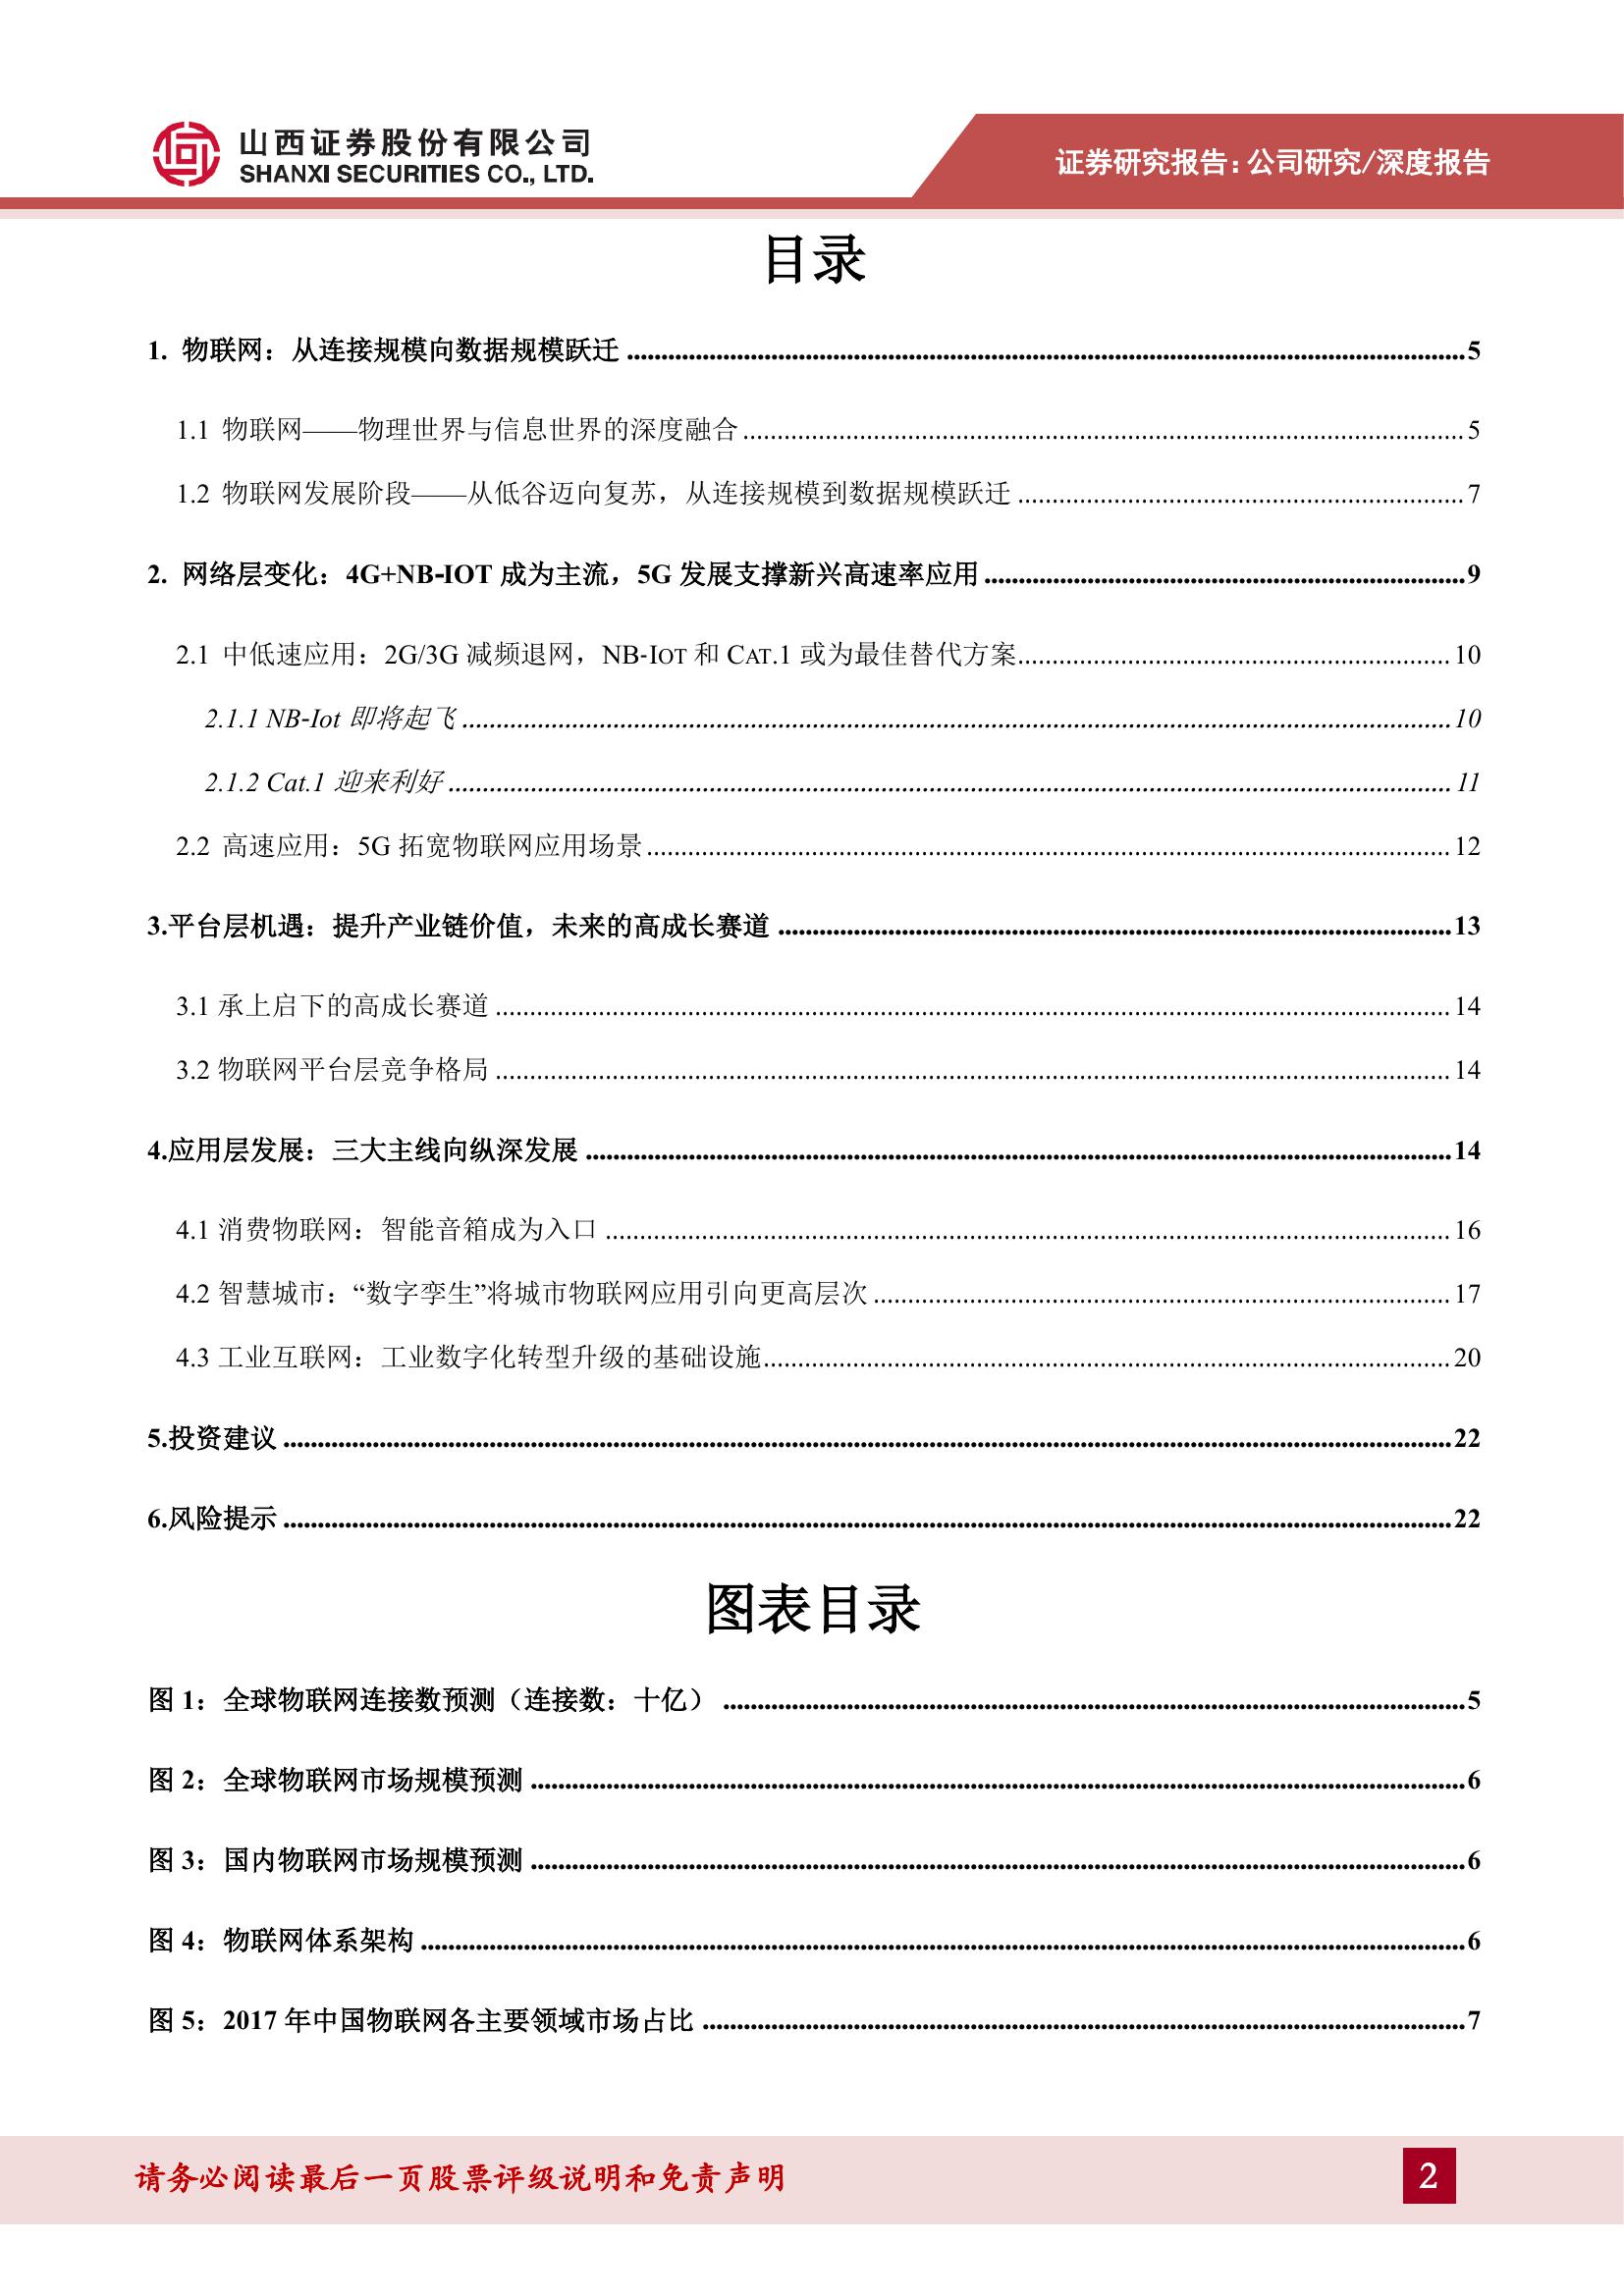 山西证券股份有限公司
SHANXI SECURITIES CO., LTD.
证券研究报告：公司研究/深度报告
目录
1. 物联网：从连接规模向数据规模跃迁 5
1.1 物联网——物理世界与信息世界的深度融合 5
1.2 物联网发展阶段——从低谷迈向复苏，从连接规模到数据规模跃迁 7
2. 网络层变化：4G+NB-IOT 成为主流，5G 发展支撑新兴高速率应用 9
2.1 中低速应用：2G/3G 减频退网，NB-IOT 和 CAT.1 或为最佳替代方案 10
2.1.1 NB-Iot 即将起飞 10
2.1.2 Cat.1 迎来利好 11
2.2 高速应用：5G 拓宽物联网应用场景 12
3.平台层机遇：提升产业链价值，未来的高成长赛道 13
3.1 承上启下的高成长赛道 14
3.2 物联网平台层竞争格局 14
4.应用层发展：三大主线向纵深发展 14
4.1 消费物联网：智能音箱成为入口 16
4.2 智慧城市：“数字孪生”将城市物联网应用引向更高层次 17
4.3 工业互联网：工业数字化转型升级的基础设施 20
5.投资建议 22
6.风险提示 22
图表目录
图 1：全球物联网连接数预测（连接数：十亿） 5
图 2：全球物联网市场规模预测 6
图 3：国内物联网市场规模预测 6
图 4：物联网体系架构 6
图 5：2017 年中国物联网各主要领域市场占比 7
请务必阅读最后一页股票评级说明和免责声明
2